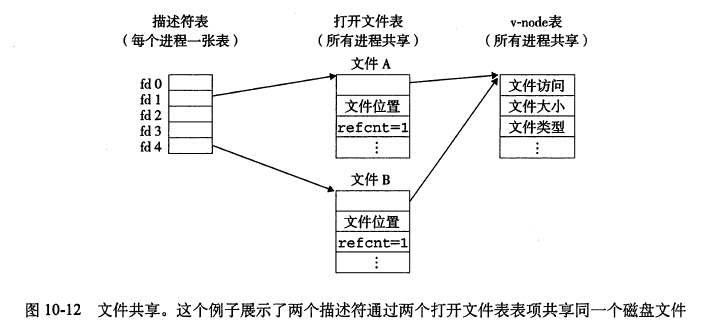 描述符表
（每个进程一张表）
打开文件表
（所有进程共享）
v-node表
（所有进程共享）
文件 A
fd 0
fd 1
fd 2
fd 3
fd 4
文件位置
refcnt=1
⋮
文件访问
文件大小
文件类型
⋮
文件 B
文件位置
refcnt=1
⋮
图 10-12 文件共享。这个例子展示了两个描述符通过两个打开文件表表项共享同一个磁盘文件